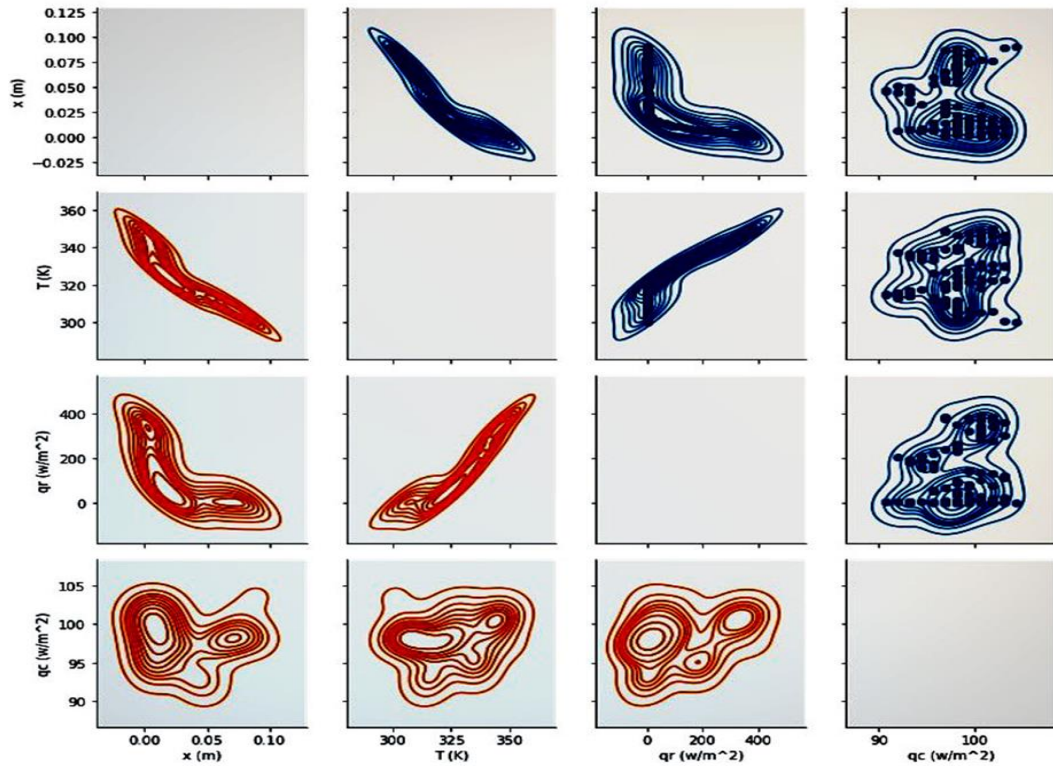 0.125
0.100
0.075
0.050
0.025
0.000
−0.025
x (m)
360
340
320
300
T (K)
400
200
0
qr (w/m^2)
105
100
95
90
qc (w/m^2)
0.00 0.05 0.10
x (m)
300 325 350
T (K)
0 200 400
qr (w/m^2)
90 100
qc (w/m^2)